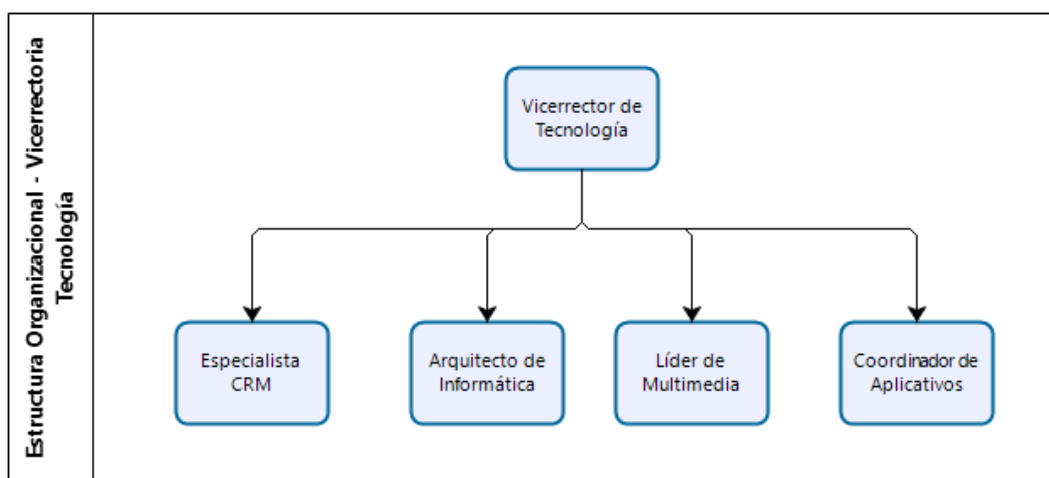 Estructura Organizacional - Vicerrectoria
Tecnología
Vicerrector de
Tecnología
Especialista
CRM
Arquitecto de
Informática
Líder de
Multimedia
Coordinador de
Aplicativos